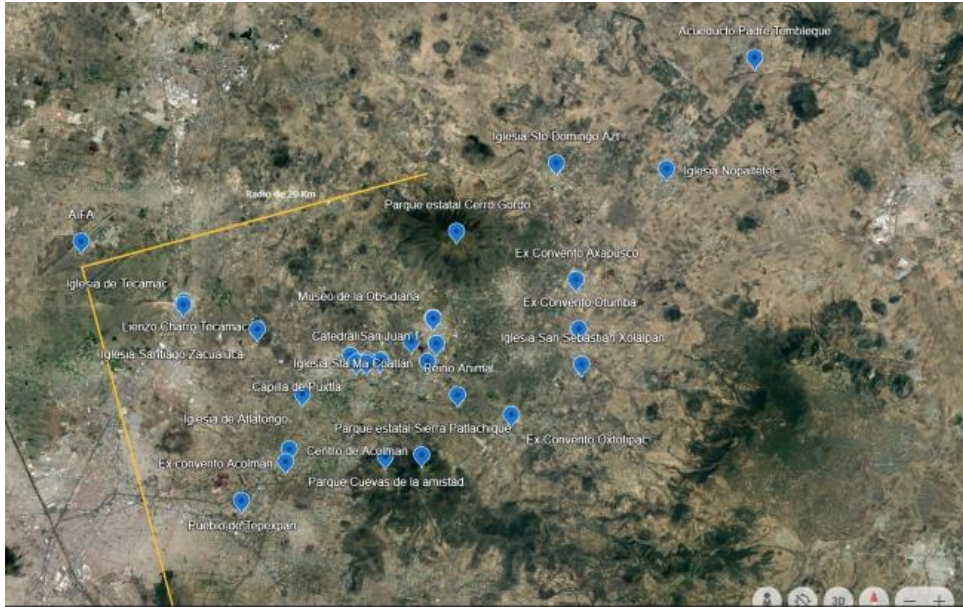 Acueducto Padre Tembleque
Iglesia Sto Domingo Azt
Iglesia Nopaltepec
Radio de 20 Km
Parque estatal Cerro Gordo
AIFA
Ex Convento Axapusco
Iglesia de Tecamac
Museo de la Obsidiana
Ex Convento Otumba
Lienzo Charro Tecamac
Catedral San Juan T
Iglesia San Sebastian Xolalpan
Iglesia Santiago Zacualuca
Iglesia Sta Ma Coatlán
Reino Animal
Capilla de Puxtla
Iglesia de Atlatongo
Parque estatal Sierra Patlachique
Ex Convento Oxtotipac
Centro de Acolman
Ex convento Acolman
Parque Cuevas de la amistad
Pueblo de Tepexpan
3D